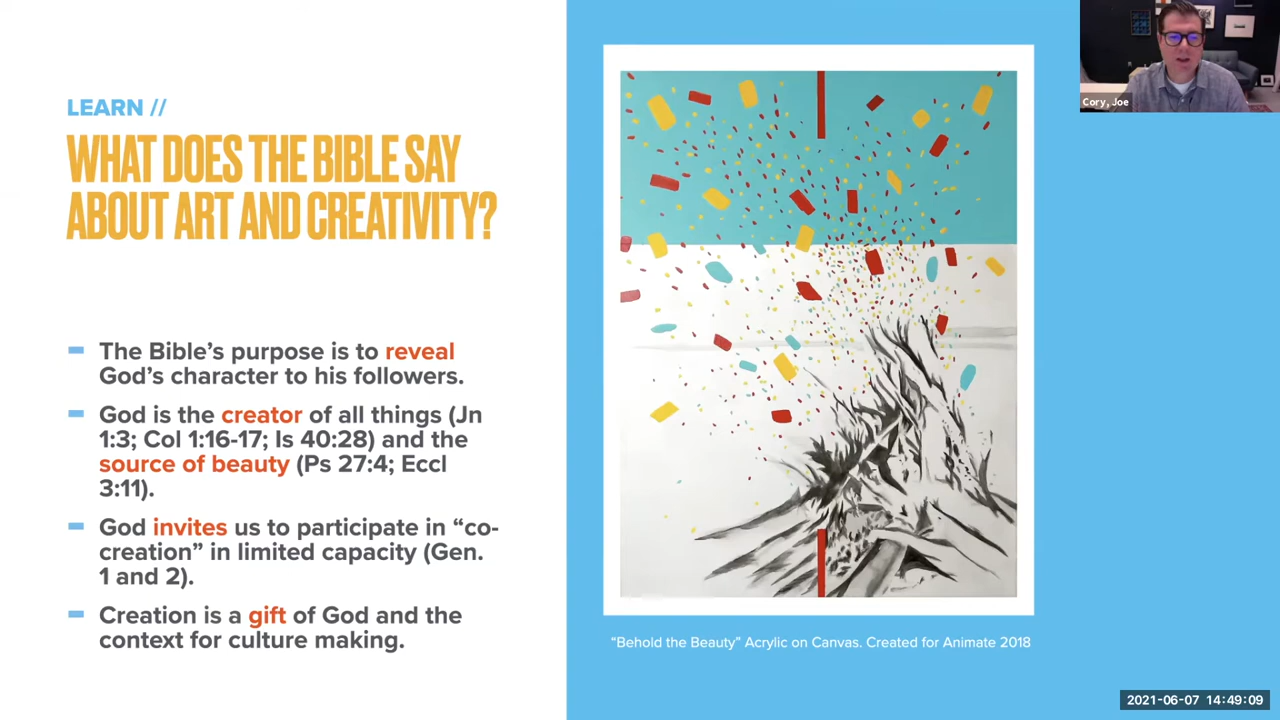 LEARN //
WHAT DOES THE BIBLE SAY
ABOUT ART AND CREATIVITY?
The Bible’s purpose is to reveal
God’s character to his followers.
God is the creator of all things (Jn
1:3; Col 1:16-17; Is 40:28) and the
source of beauty (Ps 27:4; Eccl
3:11).
God invites us to participate in “co-
creation” in limited capacity (Gen.
1 and 2).
Creation is a gift of God and the
context for culture making.
“Behold the Beauty” Acrylic on Canvas. Created for Animate 2018
Cory, Joe
2021-06-07 14:49:09